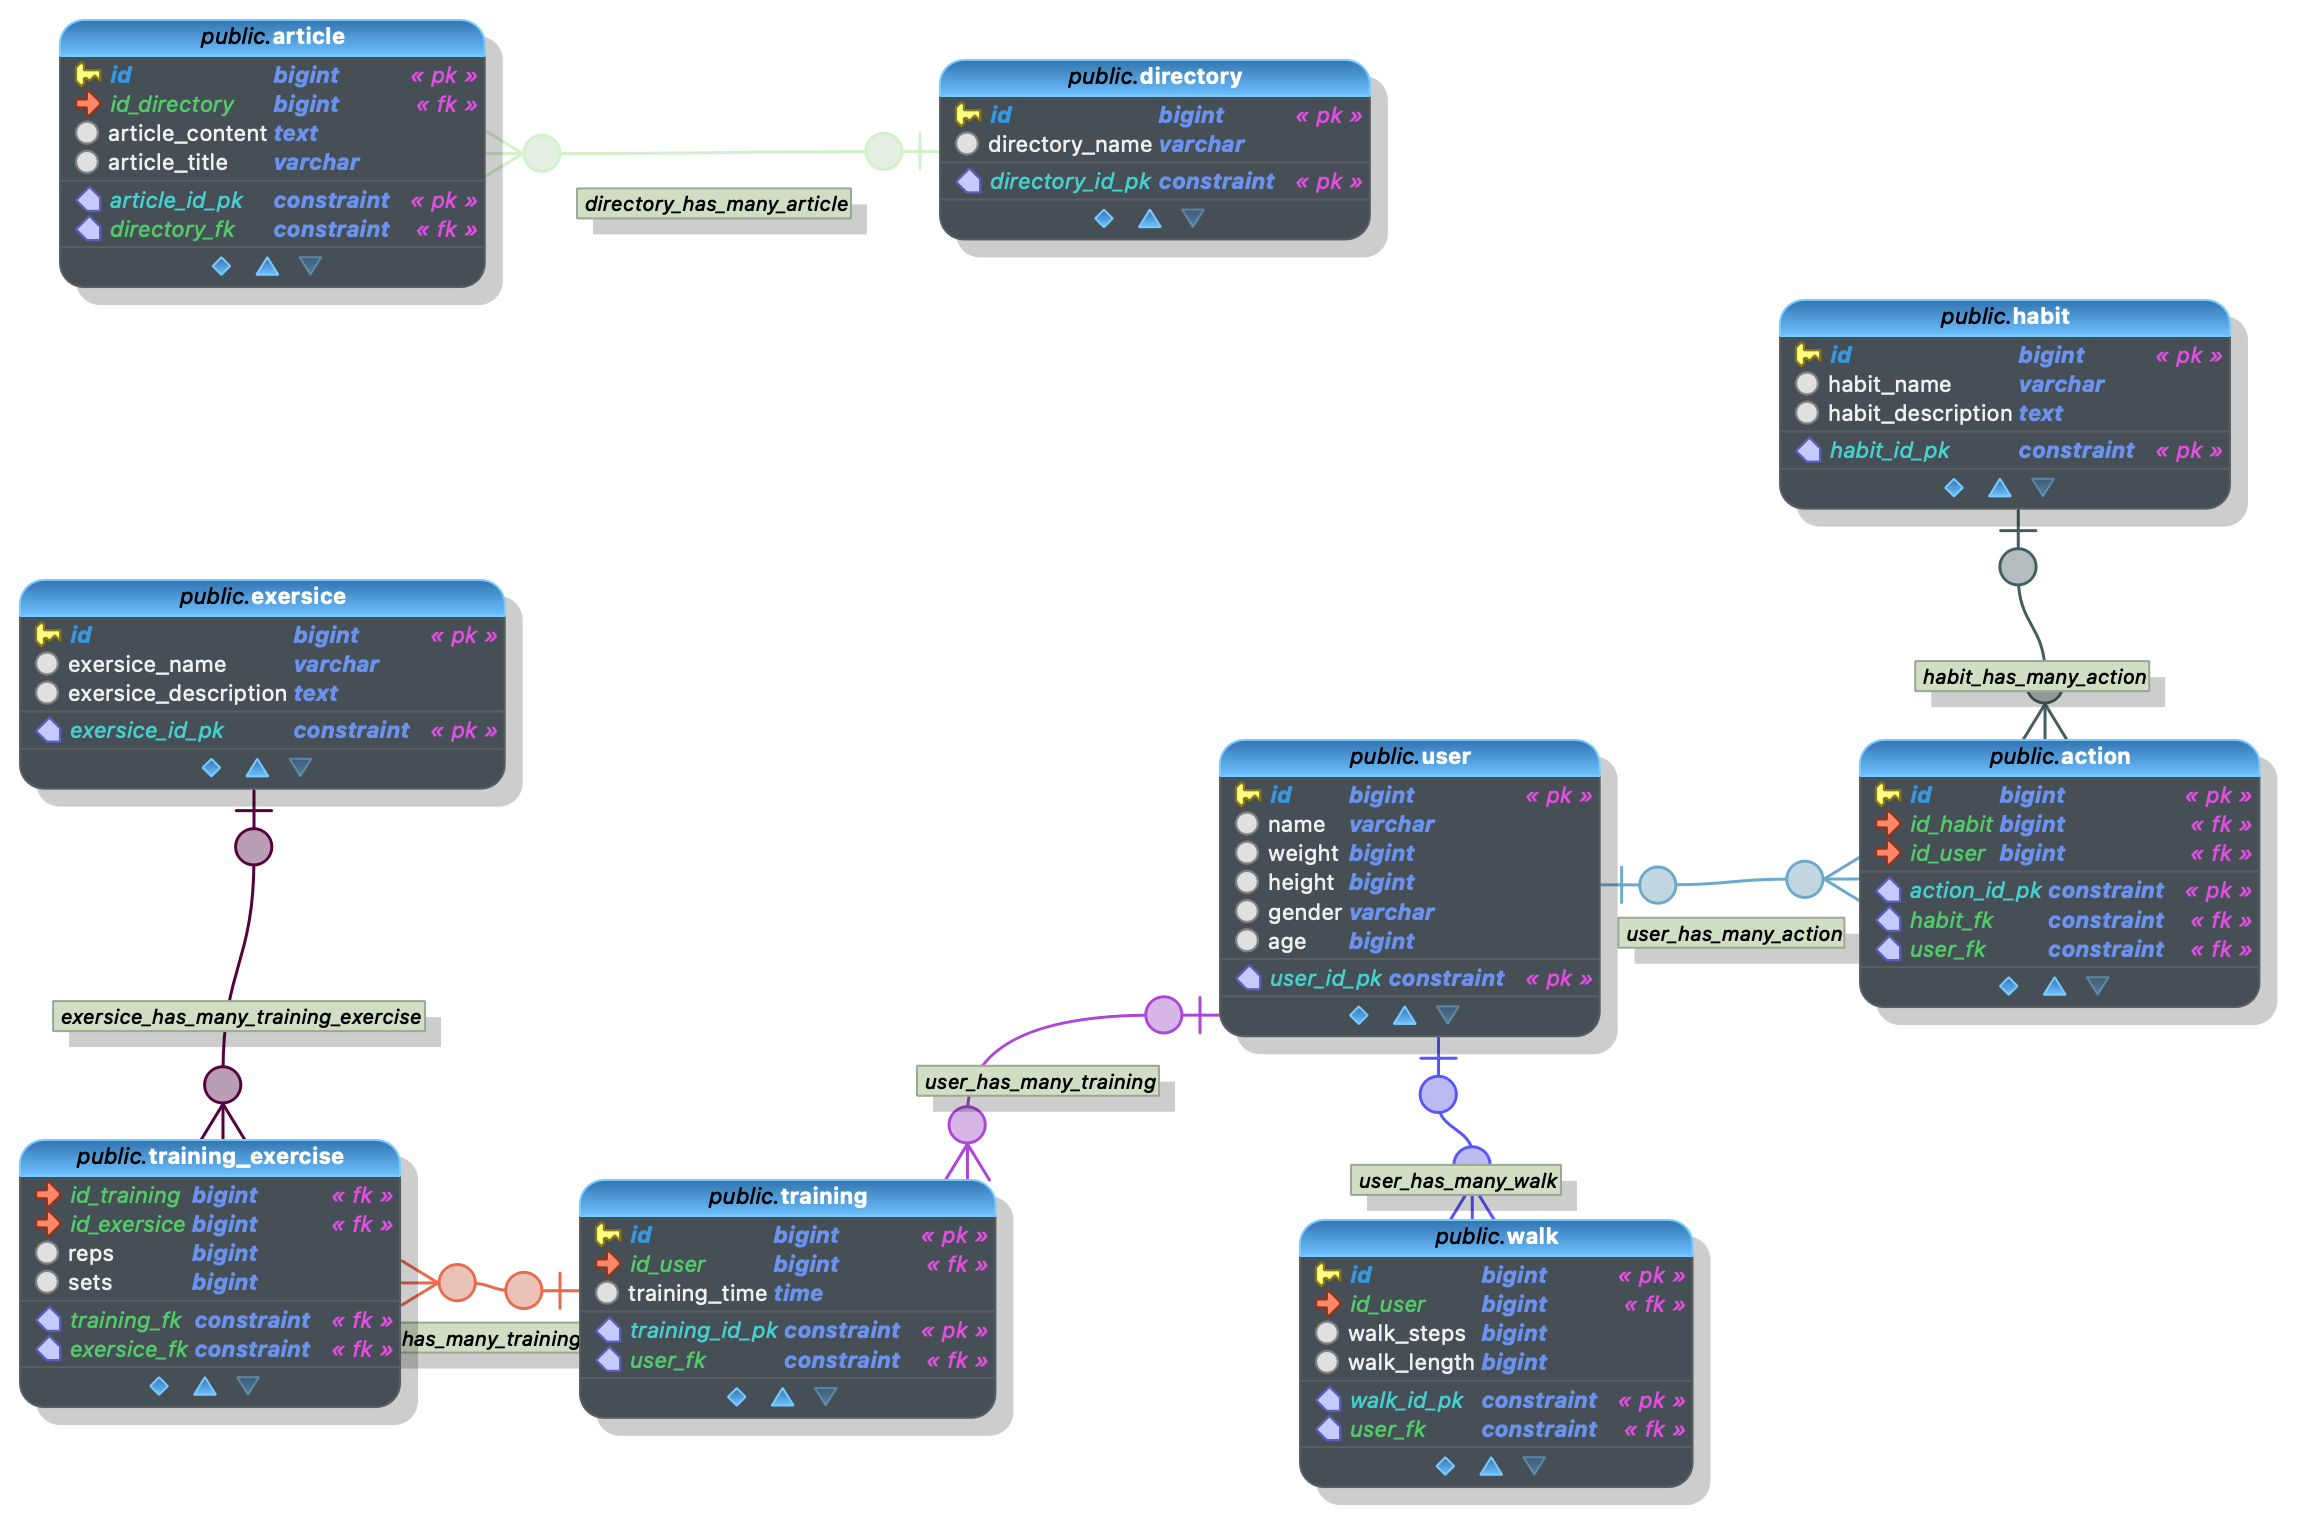 public.article
id bigint « pk »
id_directory bigint « fk »
article_content text
article_title varchar
article_id_pk constraint « pk »
directory_fk constraint « fk »
directory_has_many_article
public.directory
id bigint « pk »
directory_name varchar
directory_id_pk constraint « pk »
public.habit
id bigint « pk »
habit_name varchar
habit_description text
habit_id_pk constraint « pk »
habit_has_many_action
public.exersice
id bigint « pk »
exersice_name varchar
exersice_description text
exersice_id_pk constraint « pk »
exersice_has_many_training_exercise
public.user
id bigint « pk »
name varchar
weight bigint
height bigint
gender varchar
age bigint
user_id_pk constraint « pk »
user_has_many_action
public.action
id bigint « pk »
id_habit bigint « fk »
id_user bigint « fk »
action_id_pk constraint « pk »
habit_fk constraint « fk »
user_fk constraint « fk »
user_has_many_training
user_has_many_walk
public.training_exercise
id_training bigint « fk »
id_exersice bigint « fk »
reps bigint
sets bigint
training_fk constraint « fk »
exersice_fk constraint « fk »
has_many_training
public.training
id bigint « pk »
id_user bigint « fk »
training_time time
training_id_pk constraint « pk »
user_fk constraint « fk »
public.walk
id bigint « pk »
id_user bigint « fk »
walk_steps bigint
walk_length bigint
walk_id_pk constraint « pk »
user_fk constraint « fk »